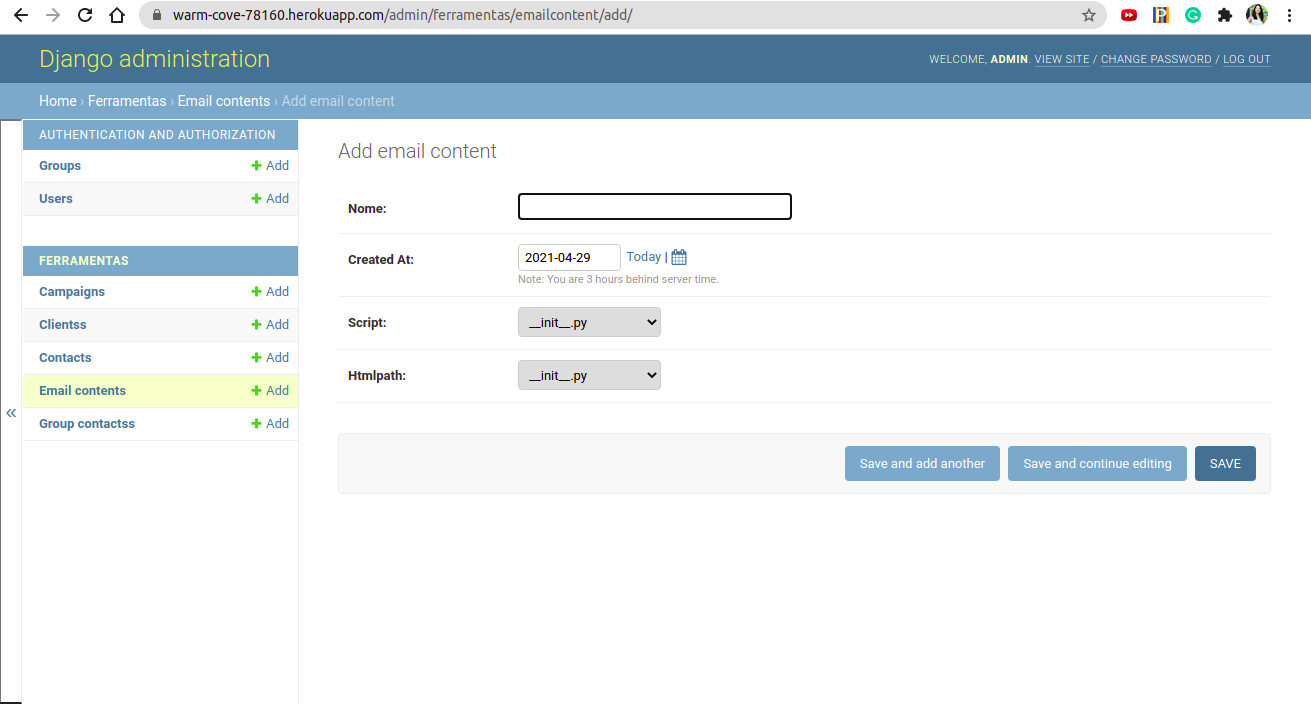 warm-cove-78160.herokuapp.com/admin/ferramentas/emailcontent/add/
Django administration
WELCOME, ADMIN. VIEW SITE / CHANGE PASSWORD / LOG OUT
Home › Ferramentas › Email contents › Add email content
AUTHENTICATION AND AUTHORIZATION
Groups + Add
Users + Add
FERRAMENTAS
Campaigns + Add
Clientss + Add
Contacts + Add
Email contents + Add
Group contactss + Add
«
Add email content
Nome:
Created At: 2021-04-29 Today |
Note: You are 3 hours behind server time.
Script: __init__.py
Htmlpath: __init__.py
Save and add another Save and continue editing SAVE